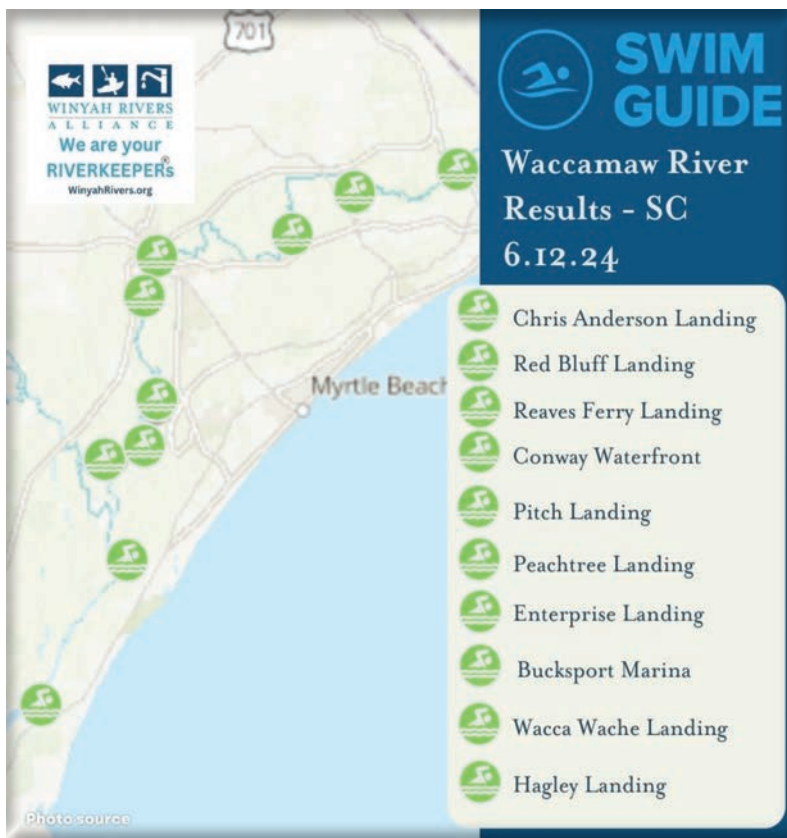 701
WINYAH RIVERS
ALLIANCE
We are your
RIVERKEEPERs®
WinyahRivers.org
Myrtle Beach
Photo source
SWIM
GUIDE
Waccamaw River
Results - SC
6.12.24
Chris Anderson Landing
Red Bluff Landing
Reaves Ferry Landing
Conway Waterfront
Pitch Landing
Peachtree Landing
Enterprise Landing
Bucksport Marina
Wacca Wache Landing
Hagley Landing